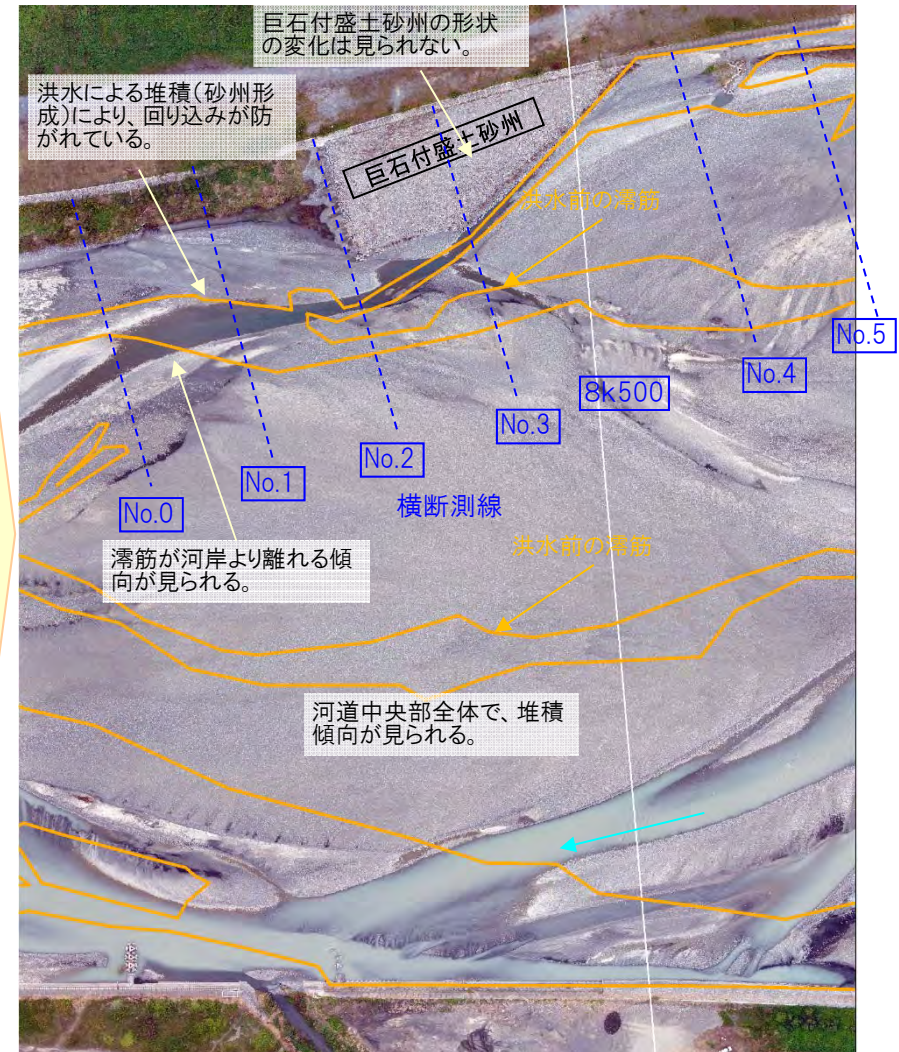 巨石付盛土砂州の形状
の変化は見られない。
洪水による堆積（砂州形
成）により、回り込みが防
がれている。
巨石付盛土砂州
洪水前の澪筋
No.5
No.4
8k500
No.3
No.2
No.1
No.0
横断測線
洪水前の澪筋
澪筋が河岸より離れる傾
向が見られる。
河道中央部全体で、堆積
傾向が見られる。